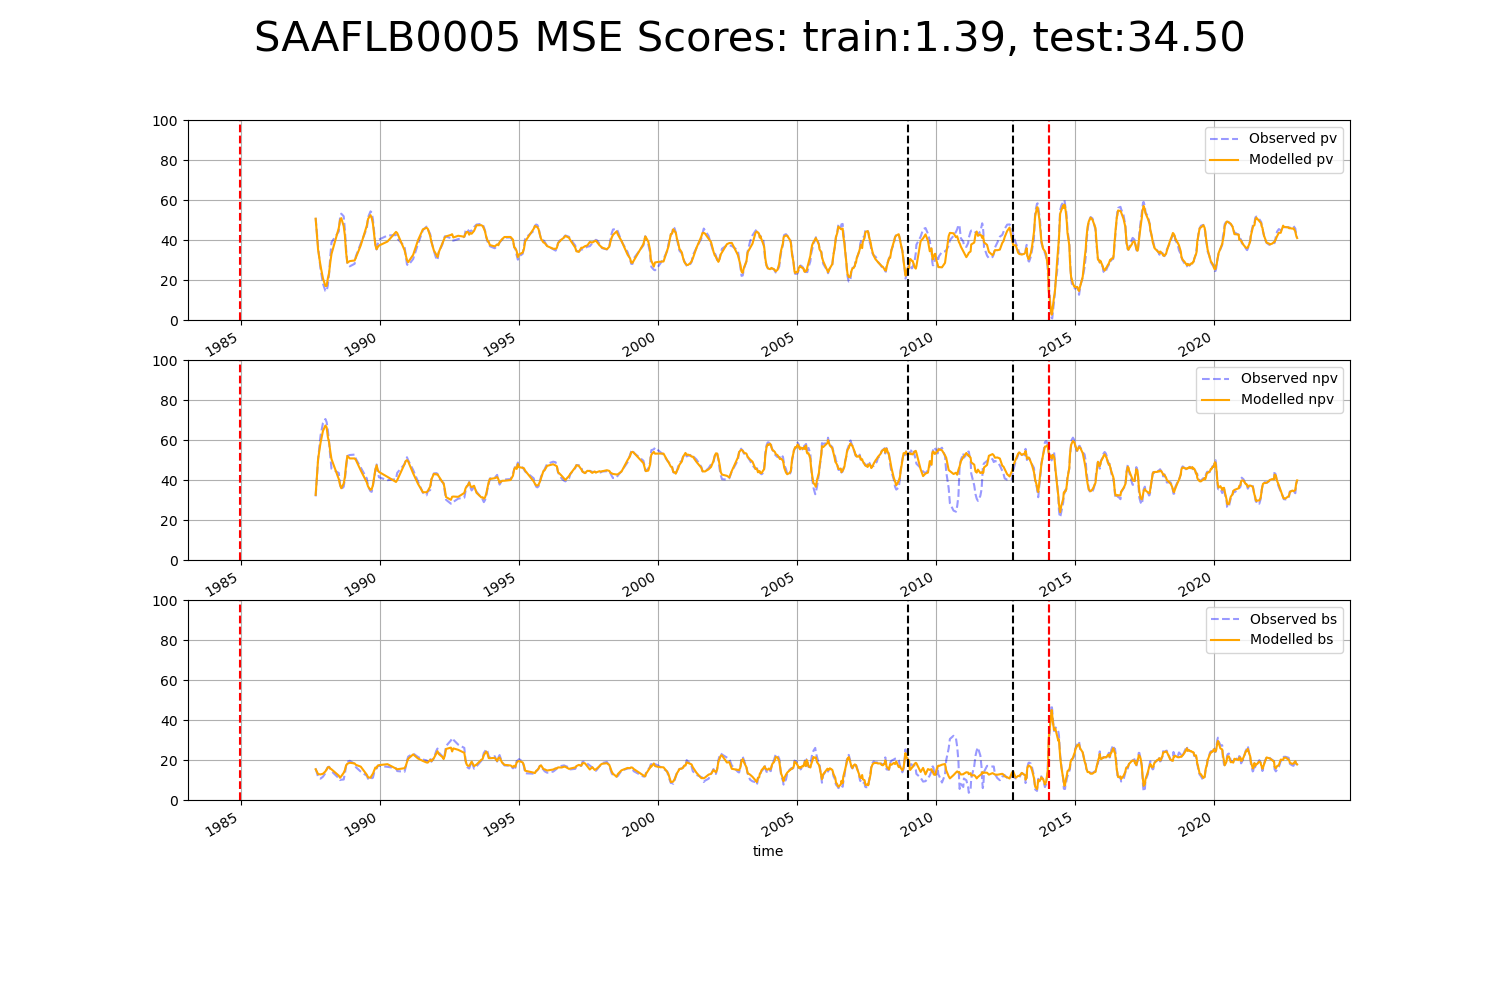 SAAFLB0005 MSE Scores: train:1.39, test:34.50
100
80
60
40
20
0
Observed pv
Modelled pv
1985 1990 1995 2000 2005 2010 2015 2020
100
80
60
40
20
0
Observed npv
Modelled npv
1985 1990 1995 2000 2005 2010 2015 2020
100
80
60
40
20
0
Observed bs
Modelled bs
1985 1990 1995 2000 2005 2010 2015 2020
time